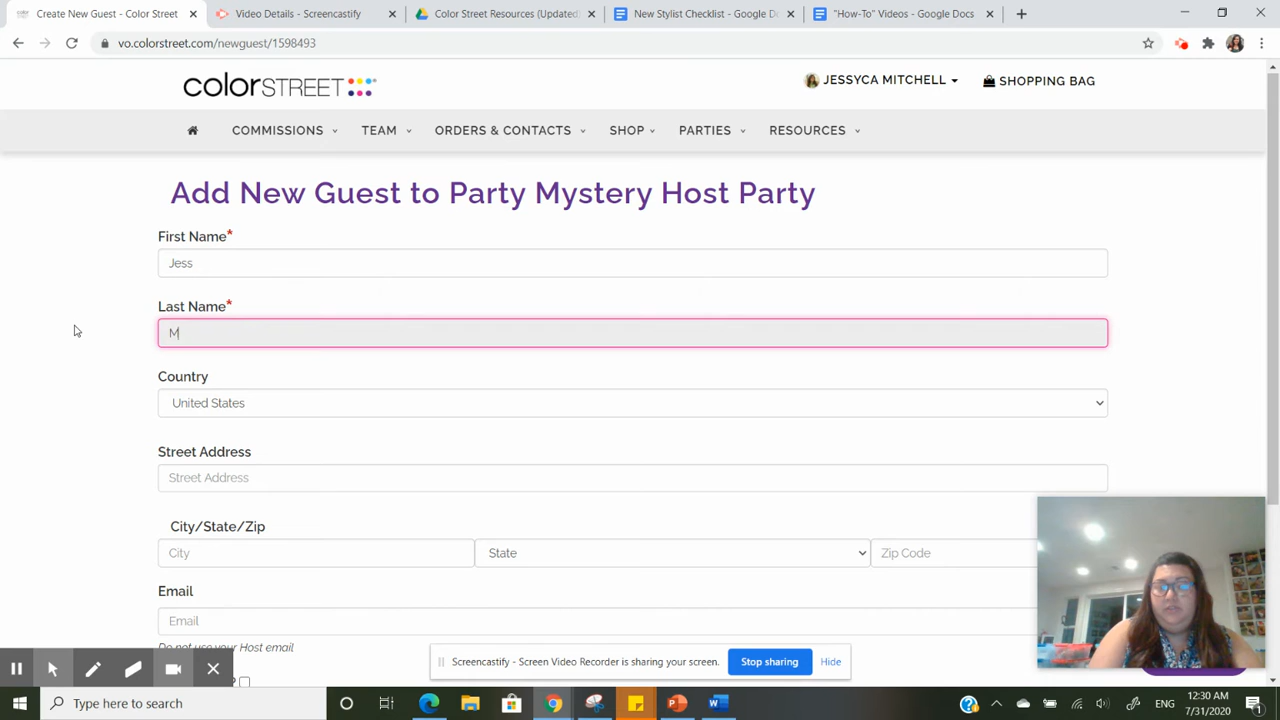 Create New Guest - Color Street
Video Details - Screencastify
Color Street Resources (Updated)
New Stylist Checklist - Google Do
"How-To" Videos - Google Docs
vo.colorstreet.com/newguest/1598493
colorSTREET
JESSYCA MITCHELL
SHOPPING BAG
COMMISSIONS
TEAM
ORDERS & CONTACTS
SHOP
PARTIES
RESOURCES
Add New Guest to Party Mystery Host Party
First Name*
Jess
Last Name*
M
Country
United States
Street Address
Street Address
City/State/Zip
City
State
Zip Code
Email
Email
Do not use your Host email
Screencastify - Screen Video Recorder is sharing your screen.
Stop sharing
Hide
Type here to search
ENG
12:30 AM
7/31/2020